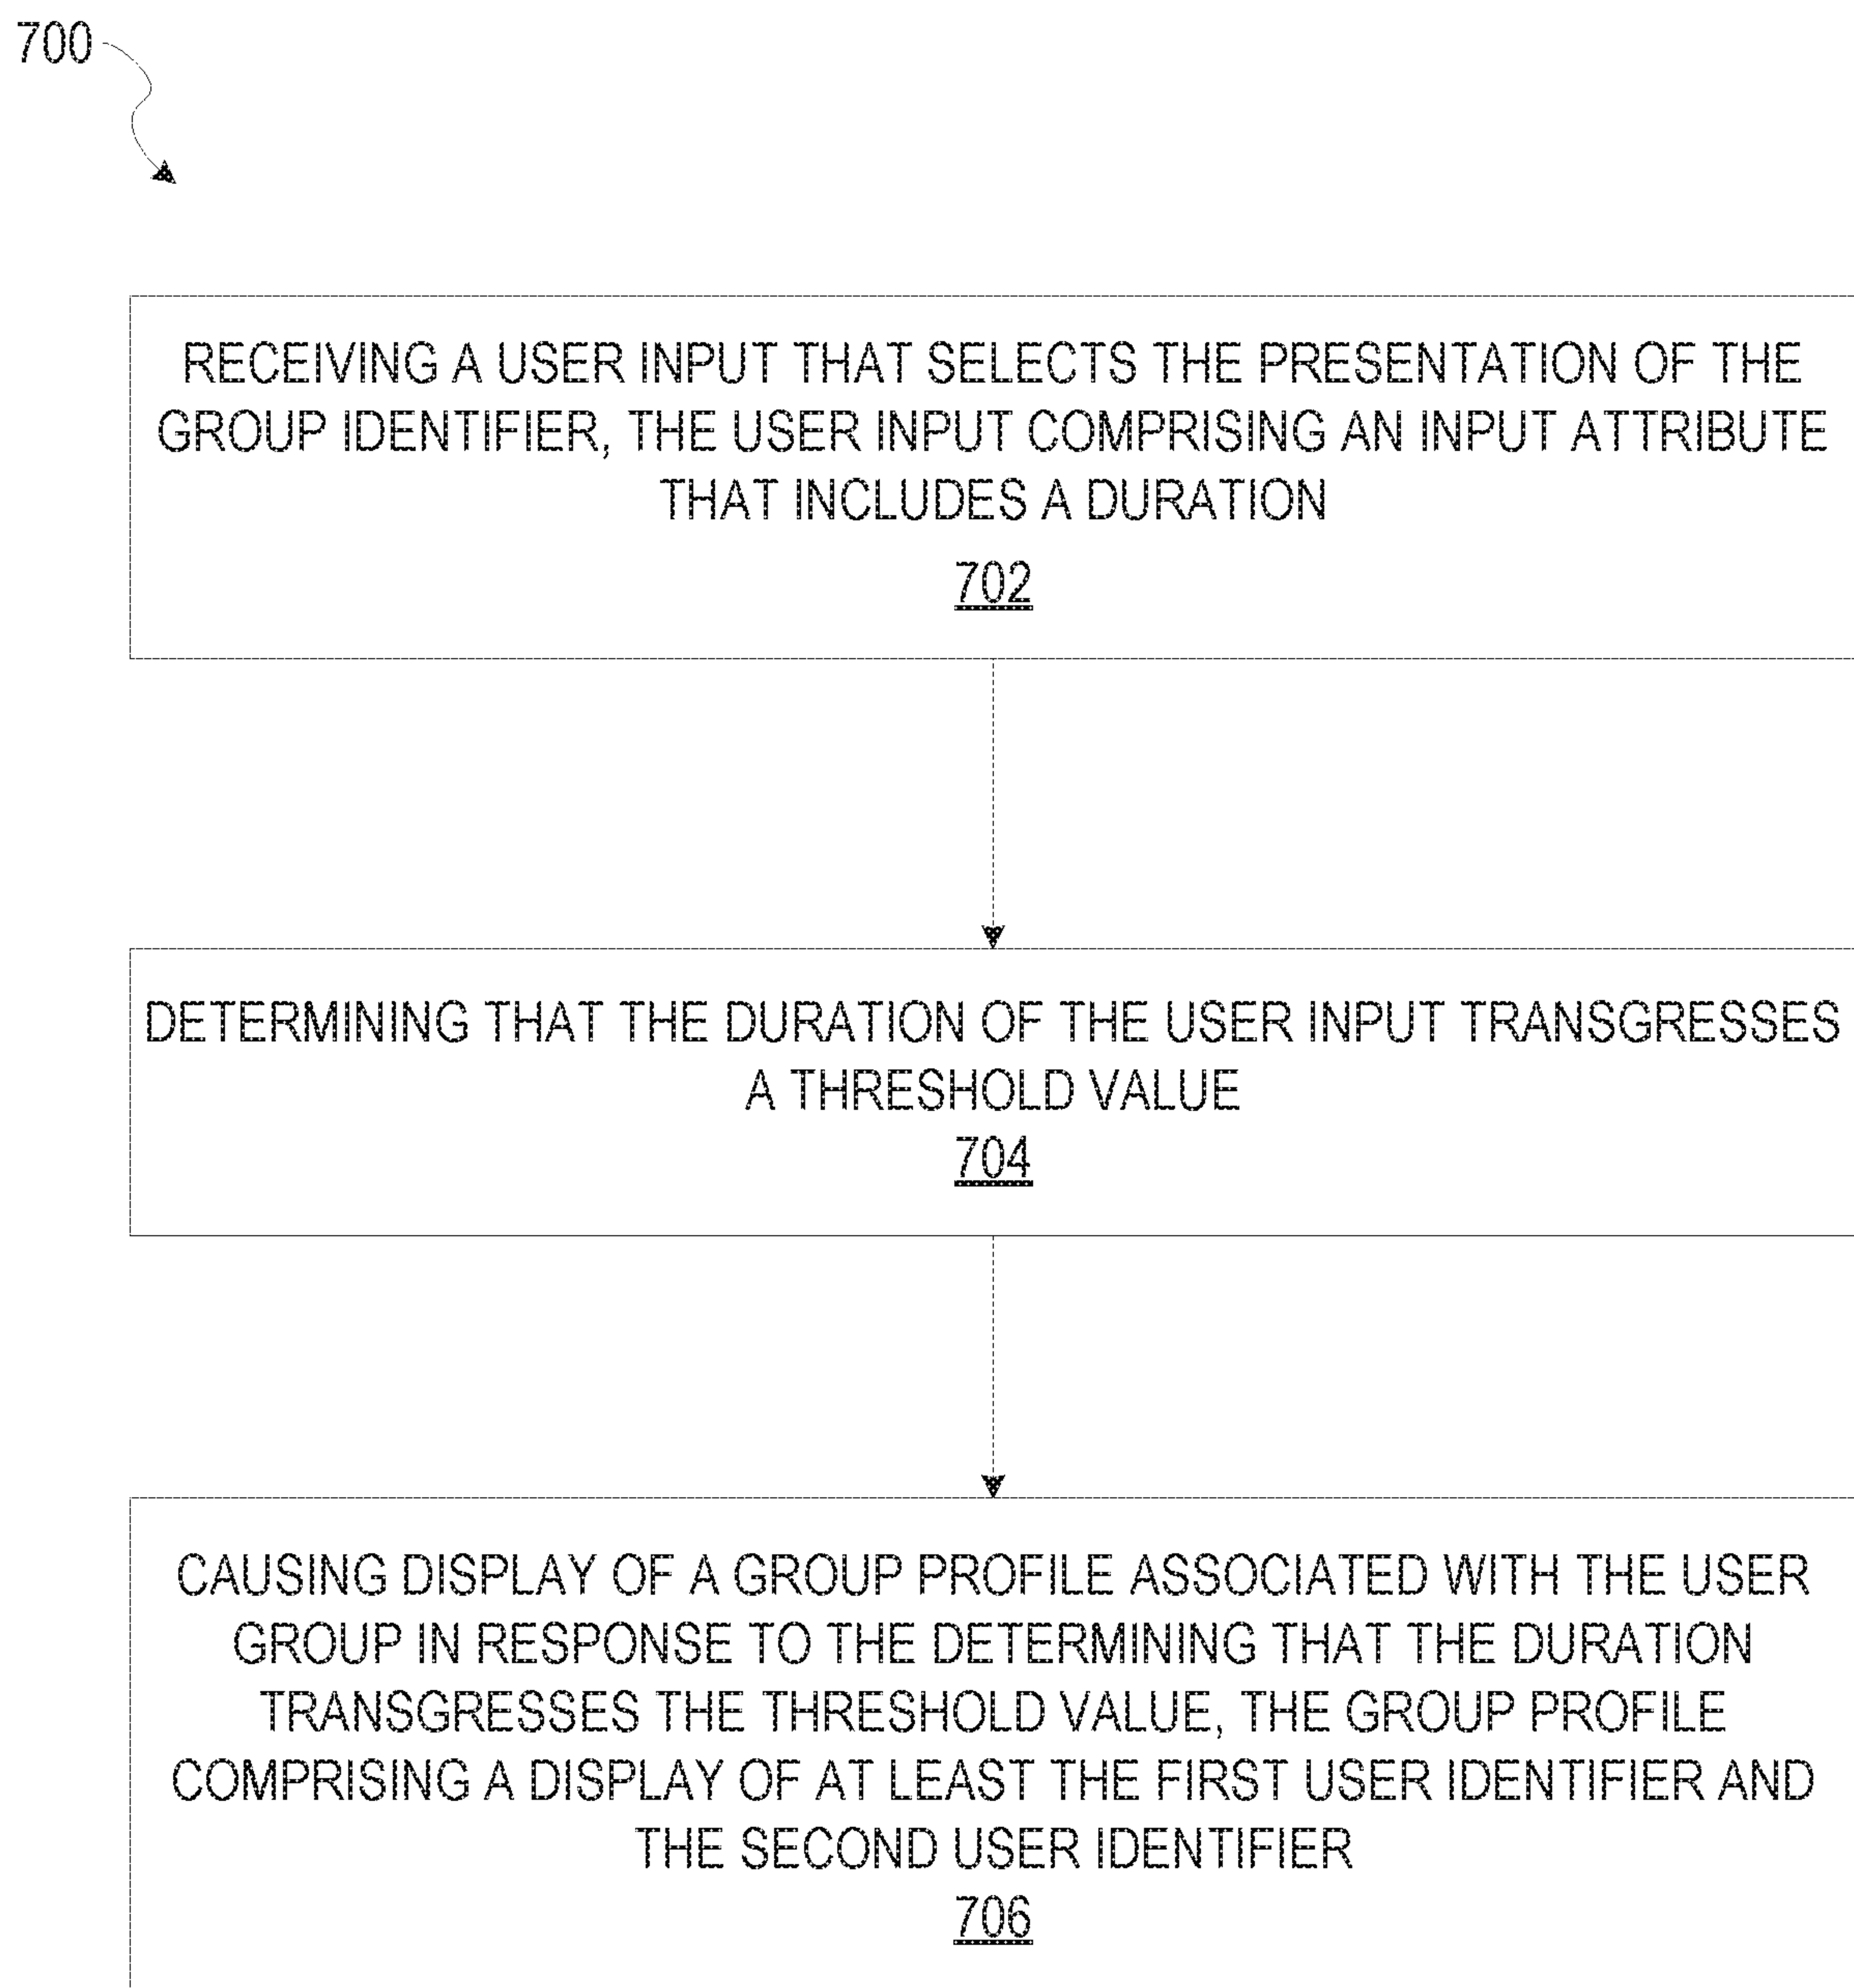 700
RECEIVING A USER INPUT THAT SELECTS THE PRESENTATION OF THE
GROUP IDENTIFIER, THE USER INPUT COMPRISING AN INPUT ATTRIBUTE
THAT INCLUDES A DURATION
702
DETERMINING THAT THE DURATION OF THE USER INPUT TRANSGRESSES
A THRESHOLD VALUE
704
CAUSING DISPLAY OF A GROUP PROFILE ASSOCIATED WITH THE USER
GROUP IN RESPONSE TO THE DETERMINING THAT THE DURATION
TRANSGRESSES THE THRESHOLD VALUE, THE GROUP PROFILE
COMPRISING A DISPLAY OF AT LEAST THE FIRST USER IDENTIFIER AND
THE SECOND USER IDENTIFIER
706